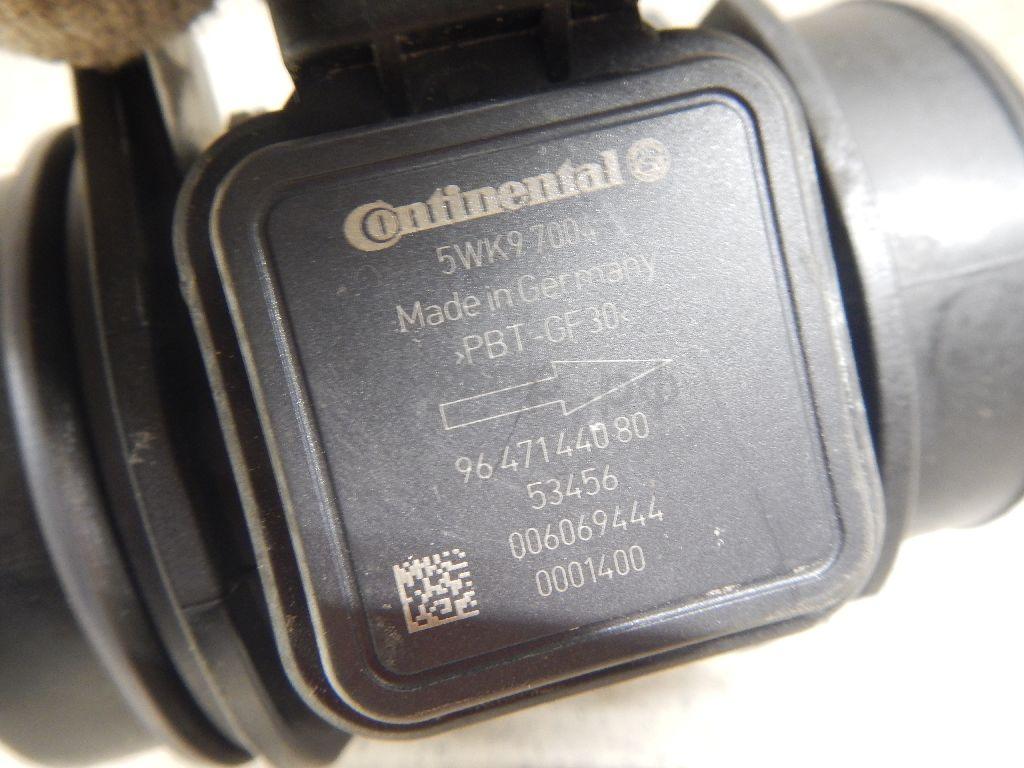 Continental
5WK9 7004
Made in Germany
>PBT-GF30<
96 471 440 80
53456
006069444
0001400